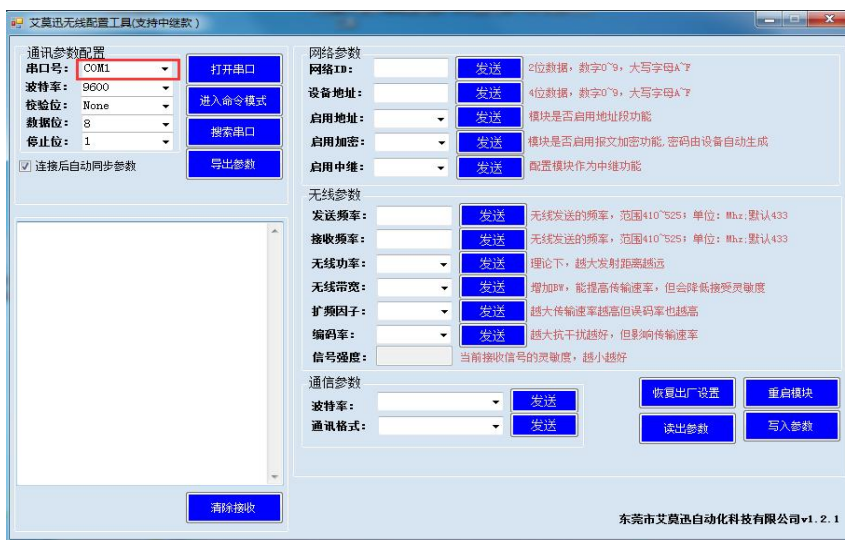 艾莫迅无线配置工具(支持中继款)
通讯参数配置
串口号: COM1 打开串口
波特率: 9600
校验位: None 进入命令模式
数据位: 8 搜索串口
停止位: 1
连接后自动同步参数 导出参数
清除接收
网络参数
网络ID: 发送 2位数据，数字0~9，大写字母A~F
设备地址: 发送 4位数据，数字0~9，大写字母A~F
启用地址: 发送 模块是否启用地址段功能
启用加密: 发送 模块是否启用报文加密功能,密码由设备自动生成
启用中继: 发送 配置模块作为中继功能
无线参数
发送频率: 发送 无线发送的频率，范围410~525；单位：Mhz;默认433
接收频率: 发送 无线发送的频率，范围410~525；单位：Mhz;默认433
无线功率: 发送 理论下，越大发射距离越远
无线带宽: 发送 增加BW，能提高传输速率，但会降低接受灵敏度
扩频因子: 发送 越大传输速率越高但误码率也越高
编码率: 发送 越大抗干扰越好，但影响传输速率
信号强度: 当前接收信号的灵敏度，越小越好
通信参数
波特率: 发送
通讯格式: 发送
恢复出厂设置 重启模块
读出参数 写入参数
东莞市艾莫迅自动化科技有限公司v1.2.1